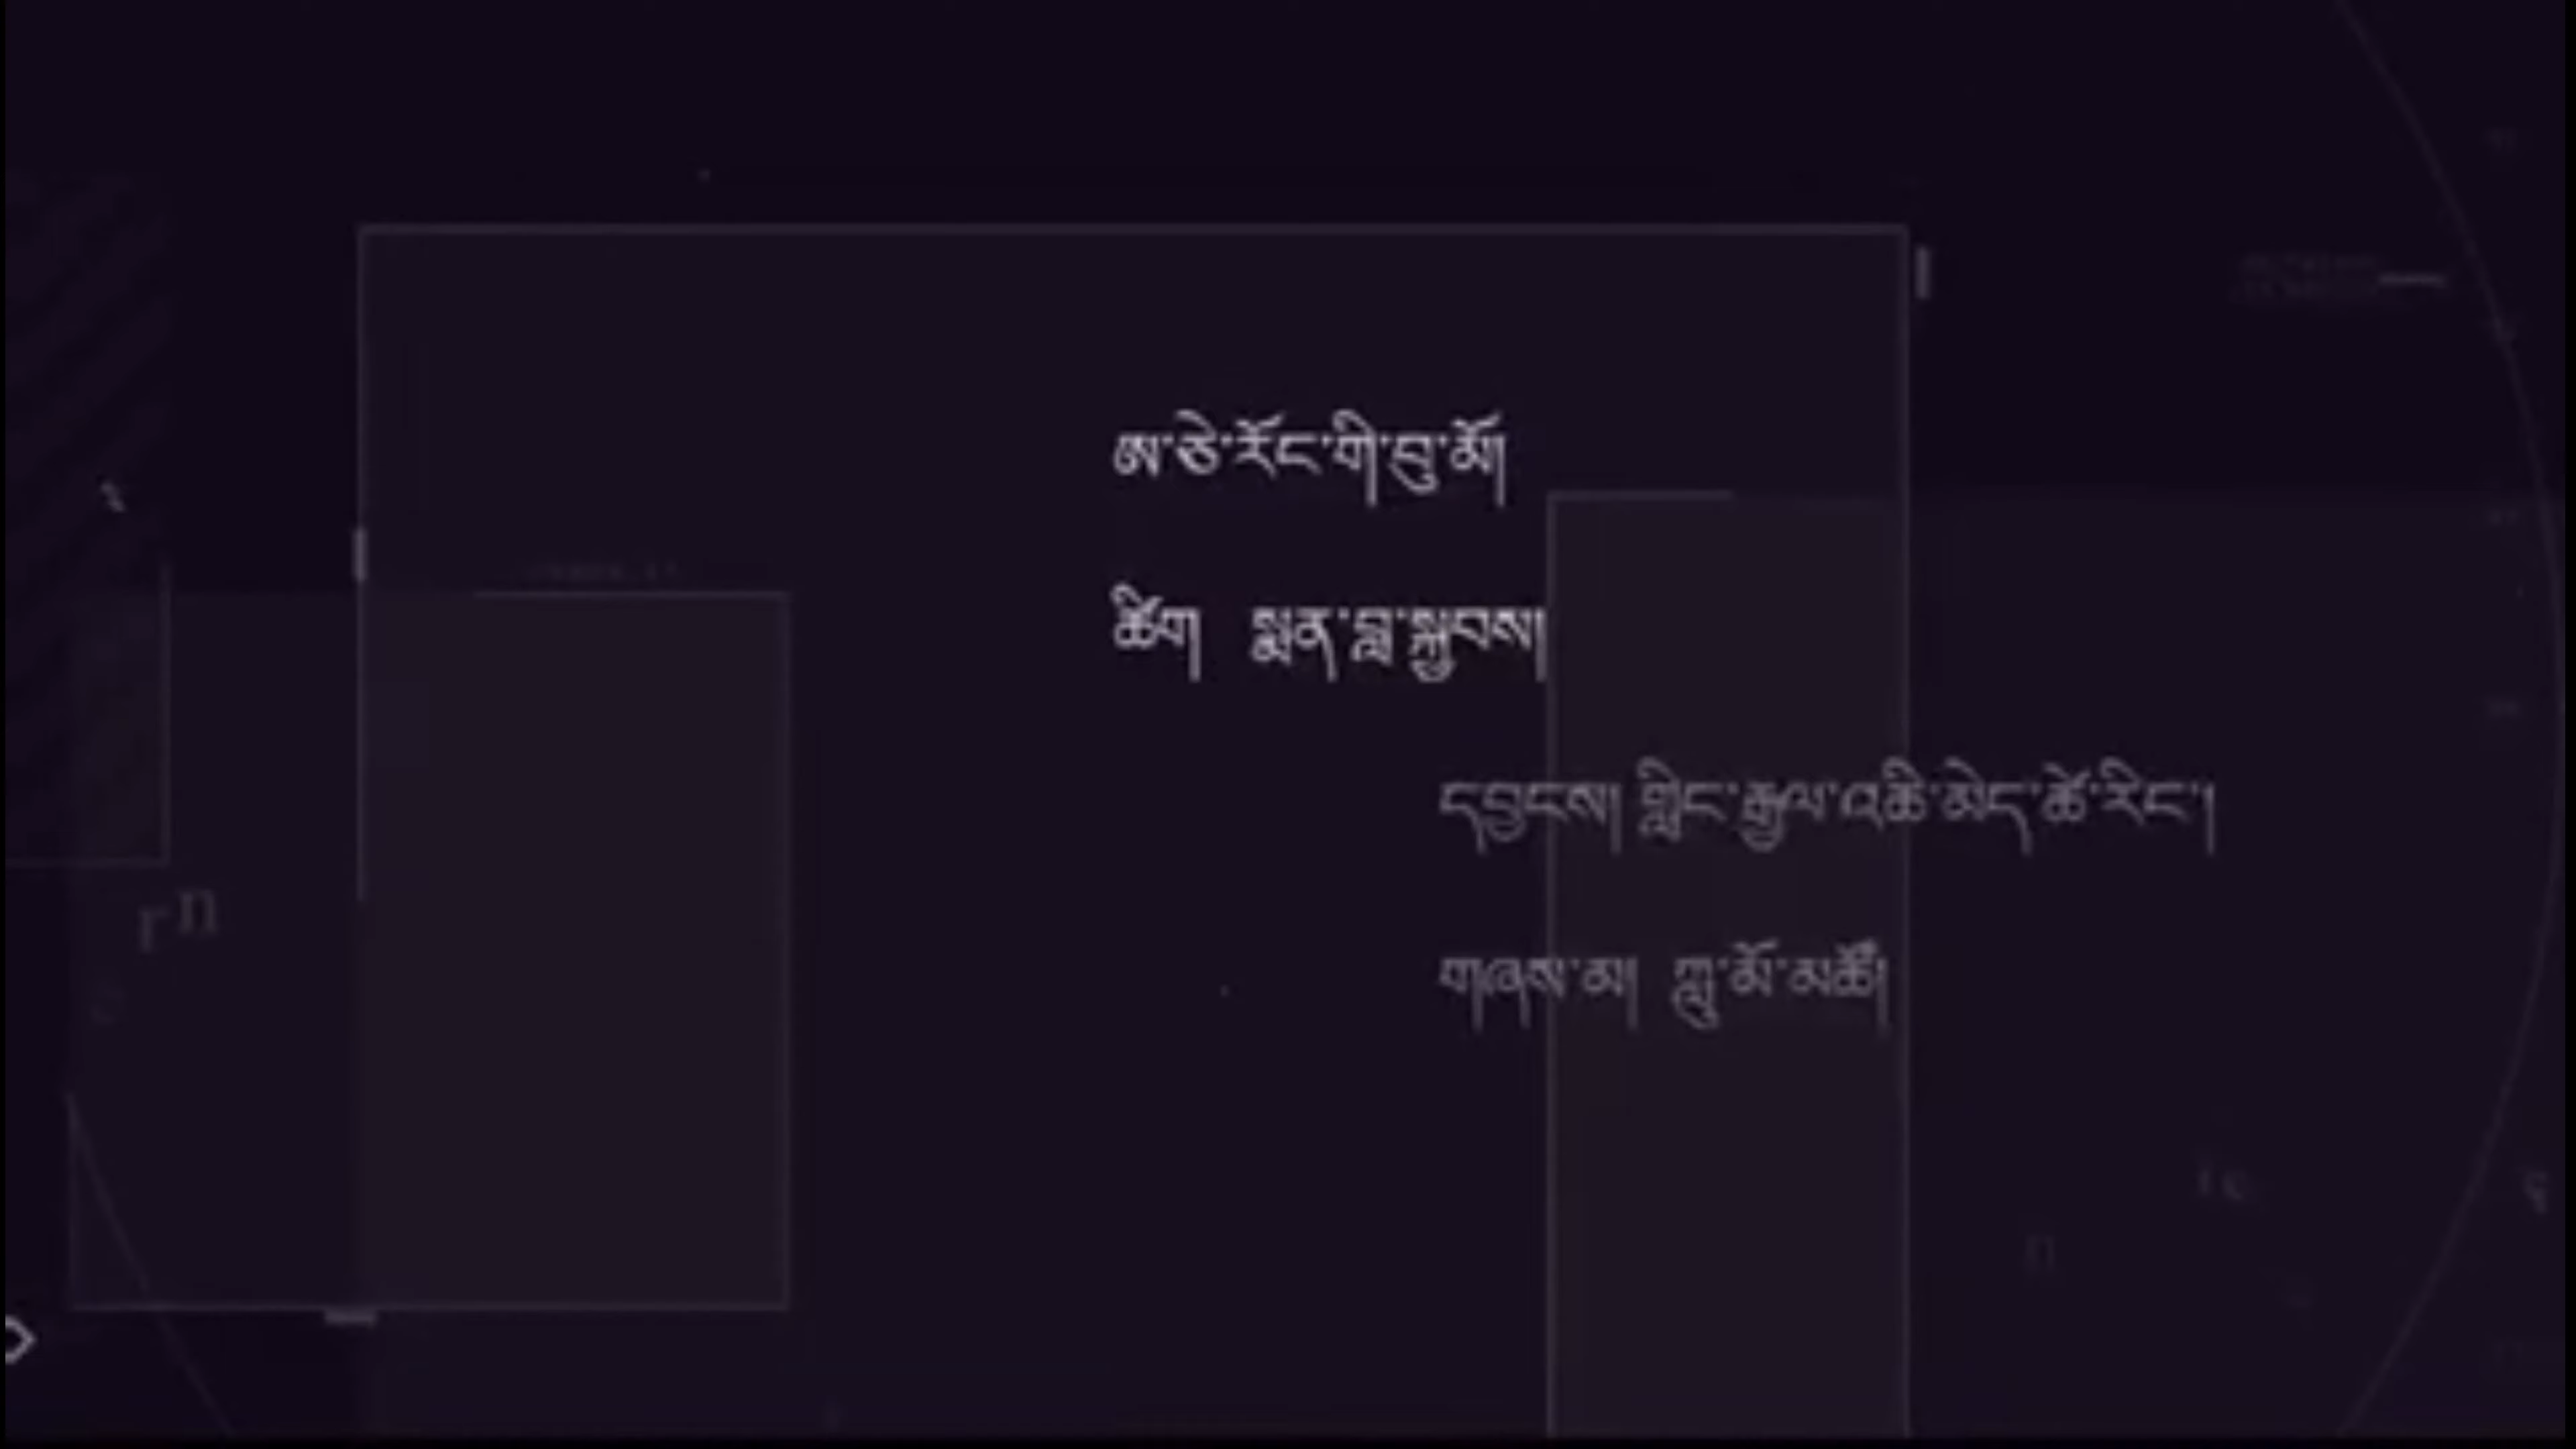 ཨ་ཅེ་རོང་གི་བུ་མོ།
ཚིག།  སྨན་བླ་སྐྱབས།
དབྱངས། གླིང་རྒྱལ་འཆི་མེད་ཚེ་རིང་།
གཞས་མ།  ཀླུ་མོ་མཚོ།